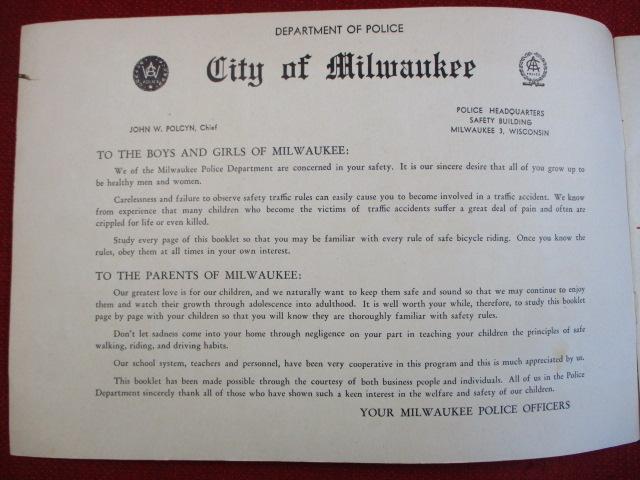 DEPARTMENT OF POLICE
City of Milwaukee
POLICE HEADQUARTERS
SAFETY BUILDING
MILWAUKEE 3, WISCONSIN
JOHN W. POLCYN, Chief
TO THE BOYS AND GIRLS OF MILWAUKEE:
We of the Milwaukee Police Department are concerned in your safety. It is our sincere desire that all of you grow up to
be healthy men and women.
Carelessness and failure to observe safety traffic rules can easily cause you to become involved in a traffic accident. We know
from experience that many children who become the victims of traffic accidents suffer a great deal of pain and often are
crippled for life or even killed.
Study every page of this booklet so that you may be familiar with every rule of safe bicycle riding. Once you know the
rules, obey them at all times in your own interest.
TO THE PARENTS OF MILWAUKEE:
Our greatest love is for our children, and we naturally want to keep them safe and sound so that we may continue to enjoy
them and watch their growth through adolescence into adulthood. It is well worth your while, therefore, to study this booklet
page by page with your children so that you will know they are thoroughly familiar with safety rules.
Don't let sadness come into your home through negligence on your part in teaching your children the principles of safe
walking, riding, and driving habits.
Our school system, teachers and personnel, have been very cooperative in this program and this is much appreciated by us.
This booklet has been made possible through the courtesy of both business people and individuals. All of us in the Police
Department sincerely thank all of those who have shown such a keen interest in the welfare and safety of our children.
YOUR MILWAUKEE POLICE OFFICERS